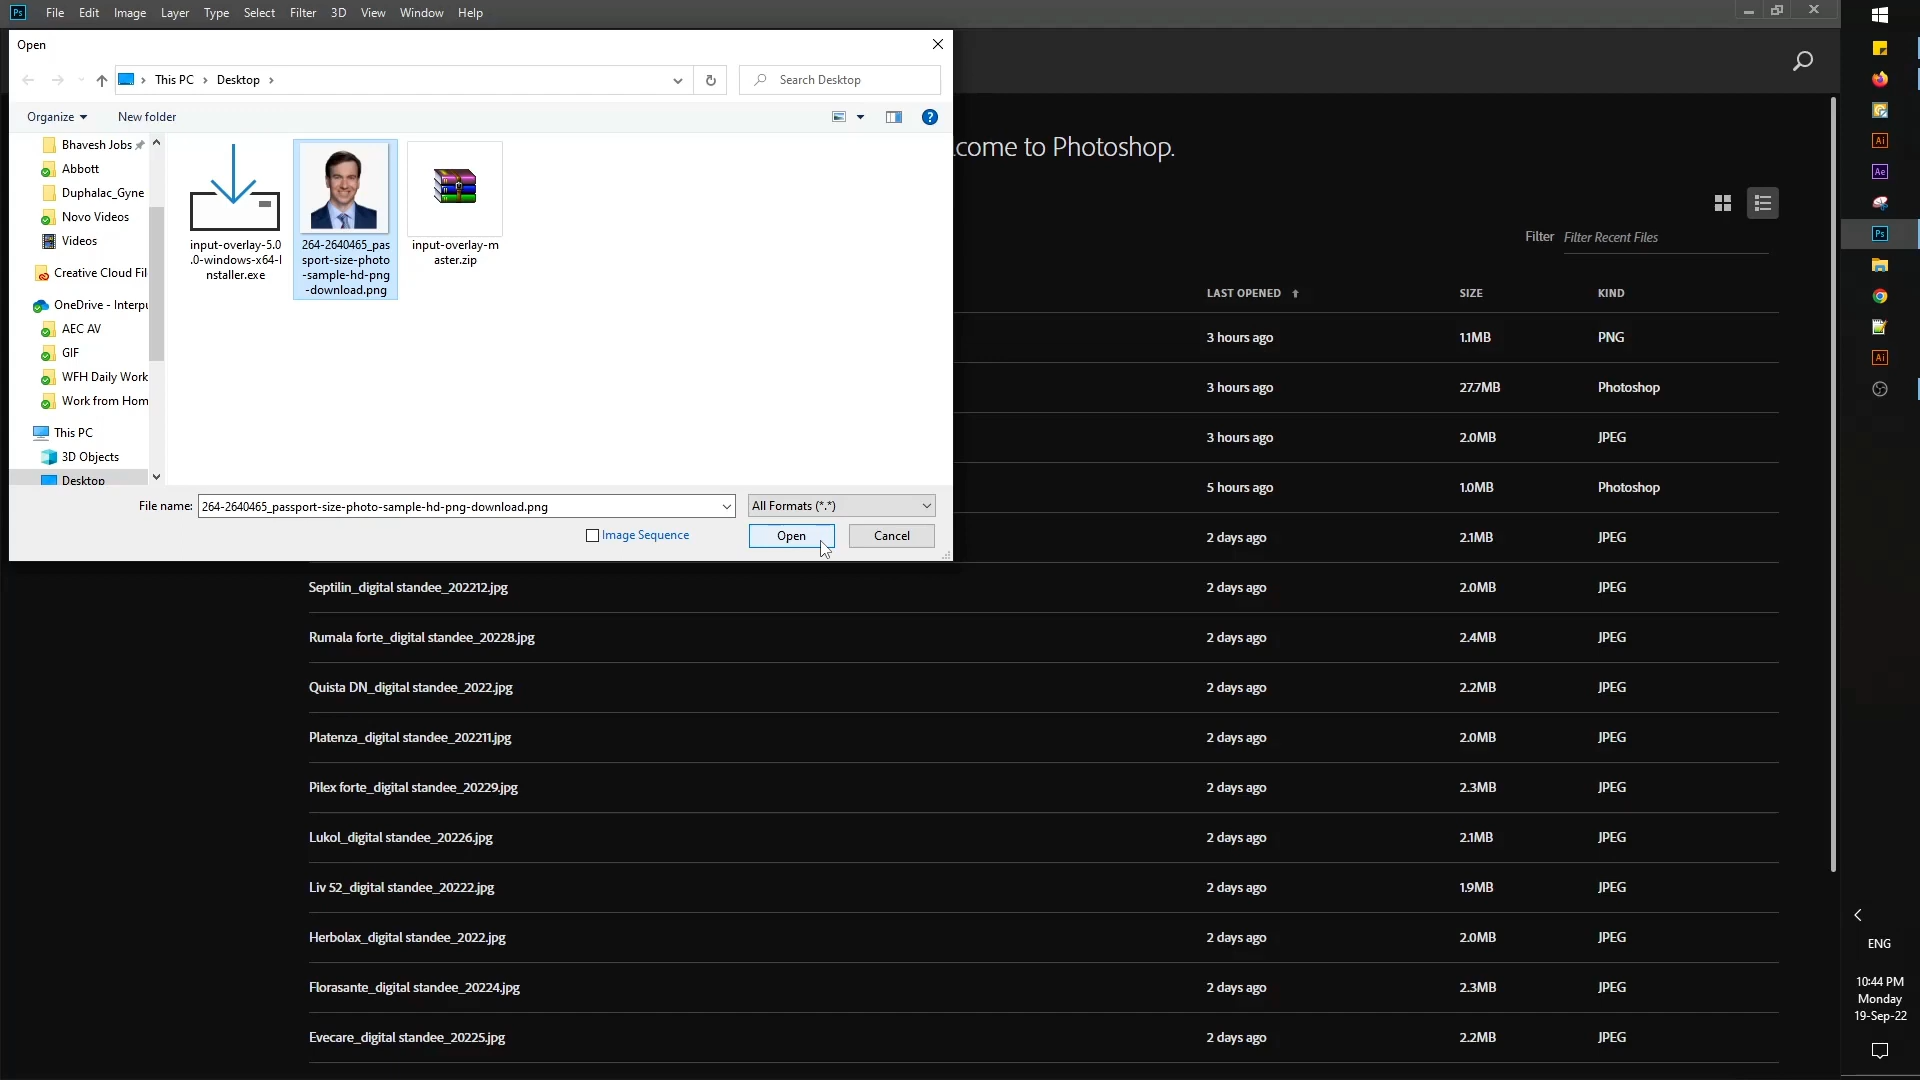 Ps File Edit Image Layer Type Select Filter 3D View Window Help
Open
This PC > Desktop >
Search Desktop
Organize
New folder
Bhavesh Jobs
Abbott
Duphalac_Gyne
Novo Videos
Videos
Creative Cloud Fil
OneDrive - Interpu
AEC AV
GIF
WFH Daily Work
Work from Hom
This PC
3D Objects
Desktop
input-overlay-5.0
.0-windows-x64-I
nstaller.exe
264-2640465_pas
sport-size-photo
-sample-hd-png
-download.png
input-overlay-m
aster.zip
File name: 264-2640465_passport-size-photo-sample-hd-png-download.png
All Formats (*.*)
Image Sequence
Open
Cancel
lcome to Photoshop.
Filter Filter Recent Files
LAST OPENED SIZE KIND
3 hours ago 1.1MB PNG
3 hours ago 27.7MB Photoshop
3 hours ago 2.0MB JPEG
5 hours ago 1.0MB Photoshop
2 days ago 2.1MB JPEG
Septilin_digital standee_202212.jpg 2 days ago 2.0MB JPEG
Rumala forte_digital standee_20228.jpg 2 days ago 2.4MB JPEG
Quista DN_digital standee_2022.jpg 2 days ago 2.2MB JPEG
Platenza_digital standee_202211.jpg 2 days ago 2.0MB JPEG
Pilex forte_digital standee_20229.jpg 2 days ago 2.3MB JPEG
Lukol_digital standee_20226.jpg 2 days ago 2.1MB JPEG
Liv 52_digital standee_20222.jpg 2 days ago 1.9MB JPEG
Herbolax_digital standee_2022.jpg 2 days ago 2.0MB JPEG
Florasante_digital standee_20224.jpg 2 days ago 2.3MB JPEG
Evecare_digital standee_20225.jpg 2 days ago 2.2MB JPEG
Ai
Ae
Ps
Ai
ENG
10:44 PM
Monday
19-Sep-22